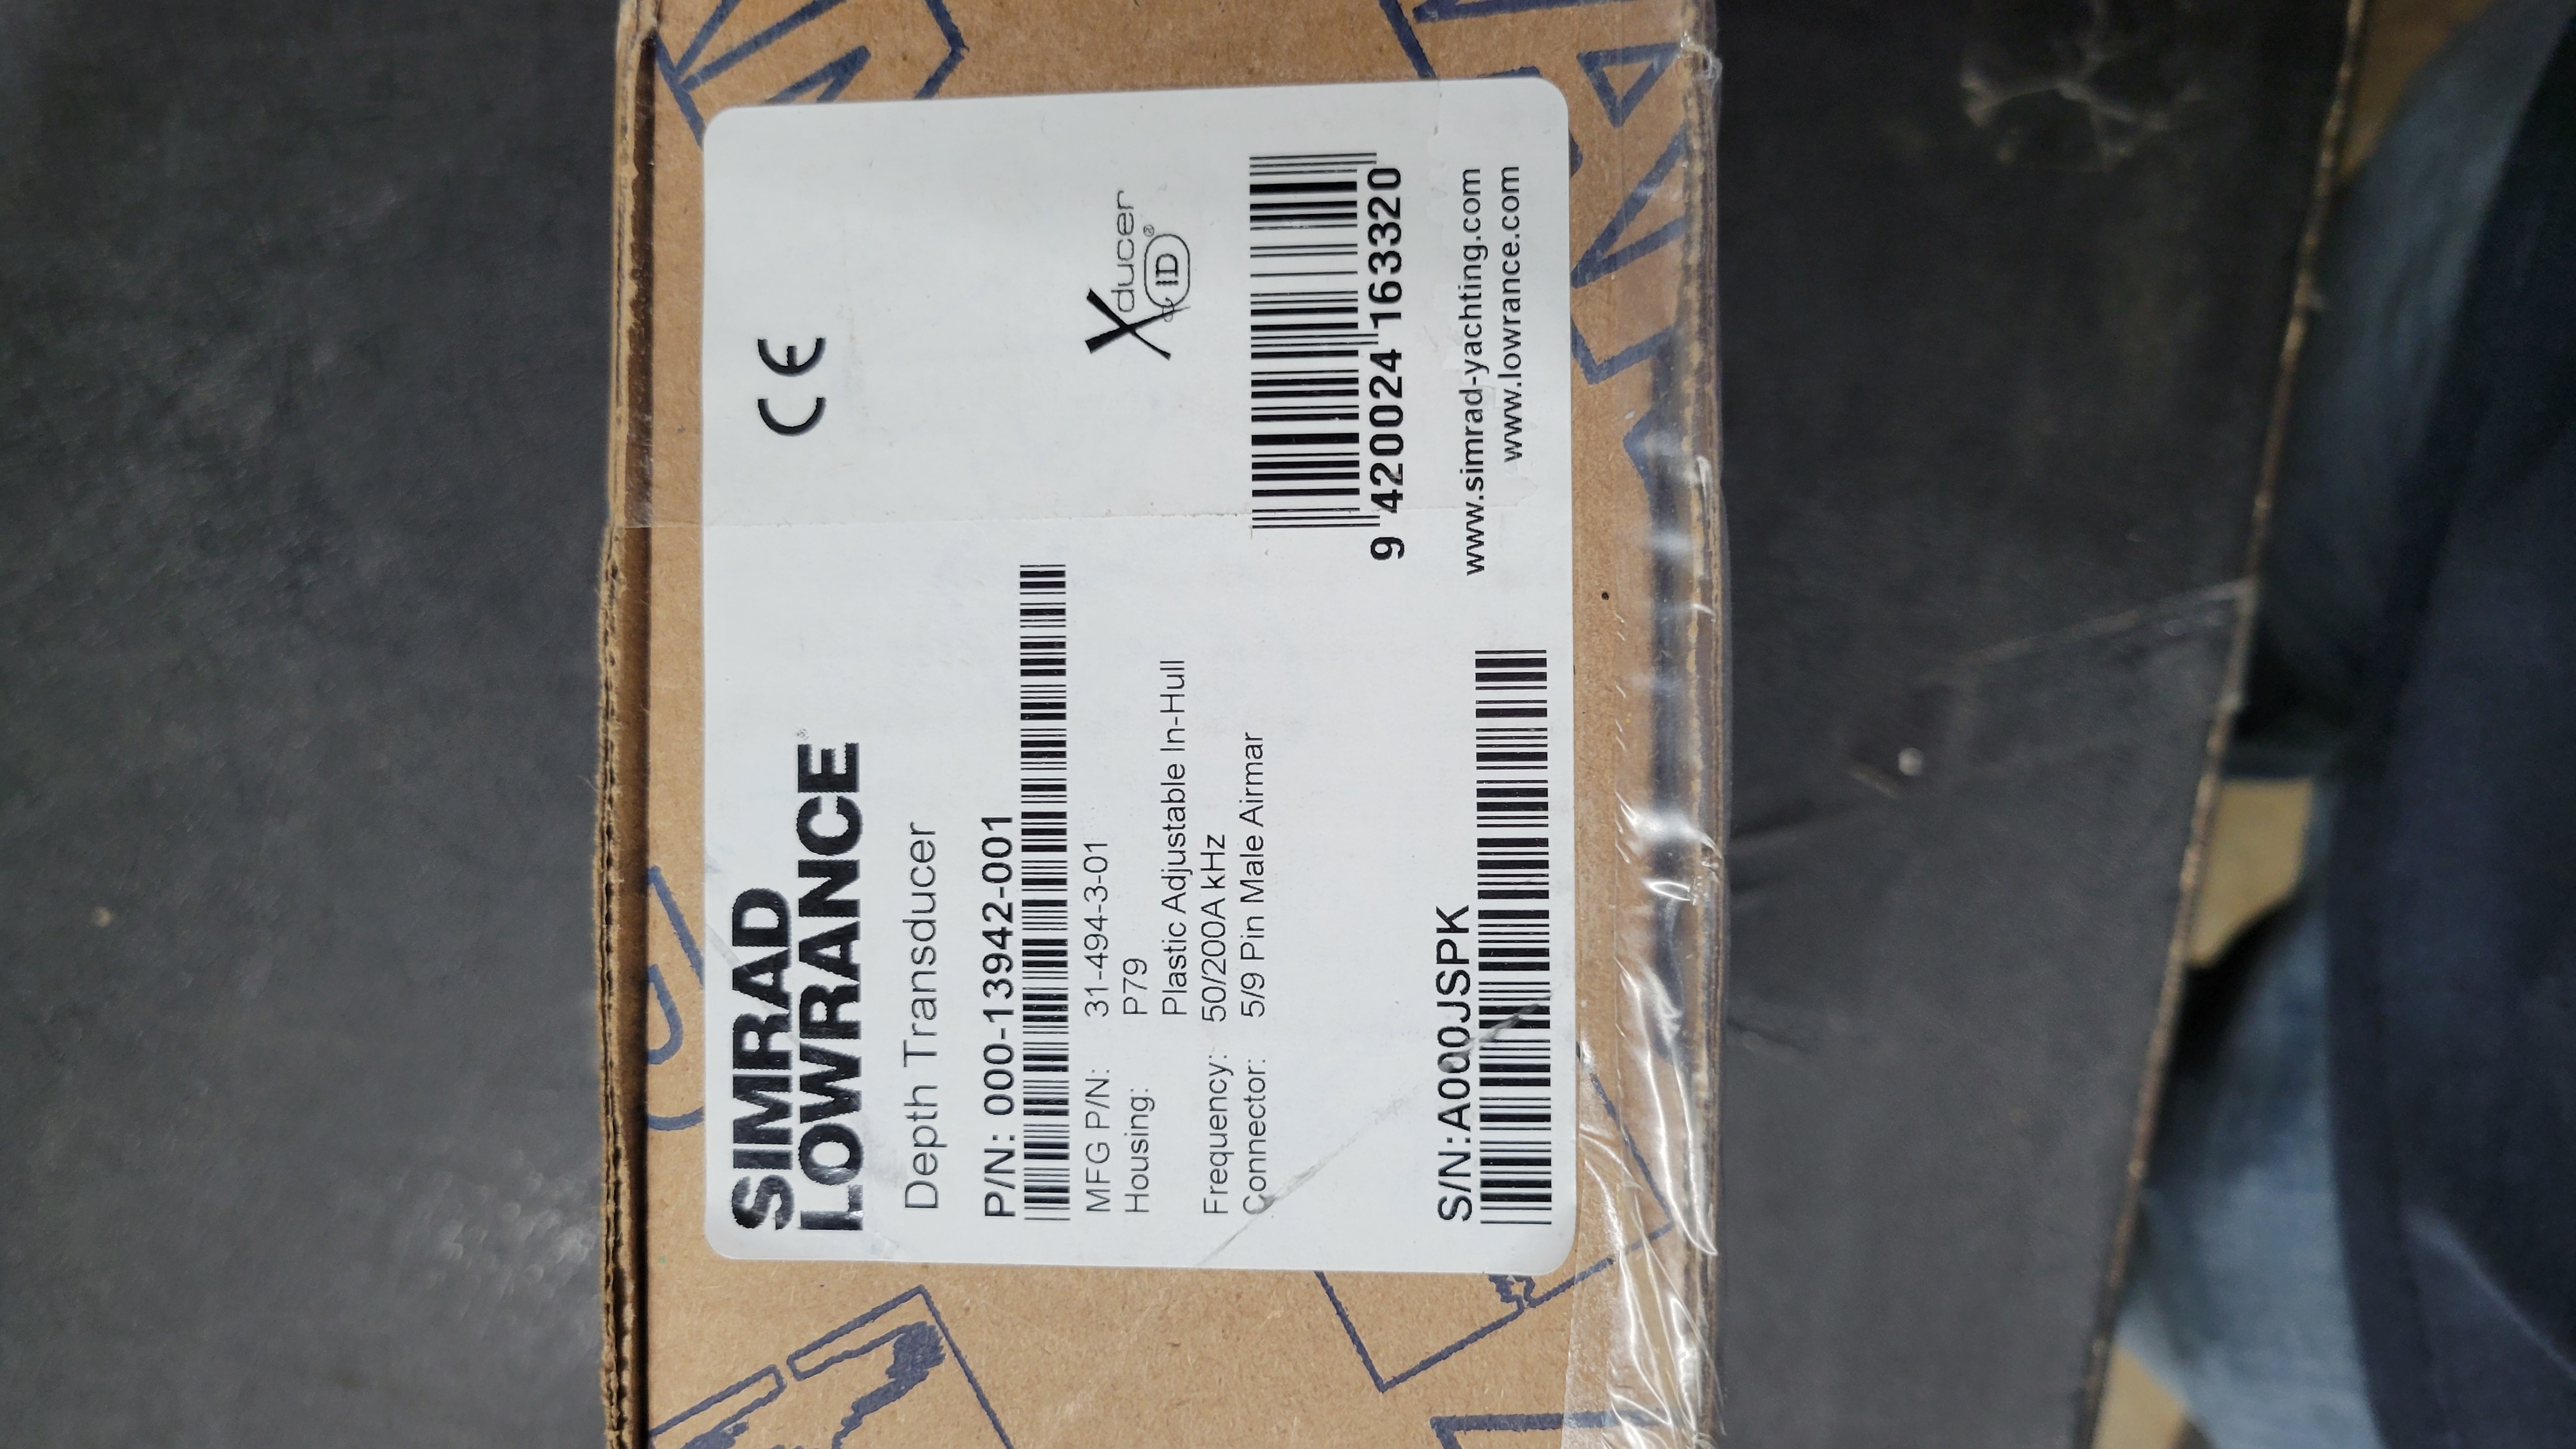 SIMRAD
LOWRANCE®
CE
Depth Transducer
P/N: 000-13942-001
MFG P/N: 31-494-3-01
Housing: P79
Plastic Adjustable In-Hull
Frequency: 50/200A kHz
Connector: 5/9 Pin Male Airmar
Xducer
ID®
9 420024 163320
S/N:A000JSPK
www.simrad-yachting.com
www.lowrance.com